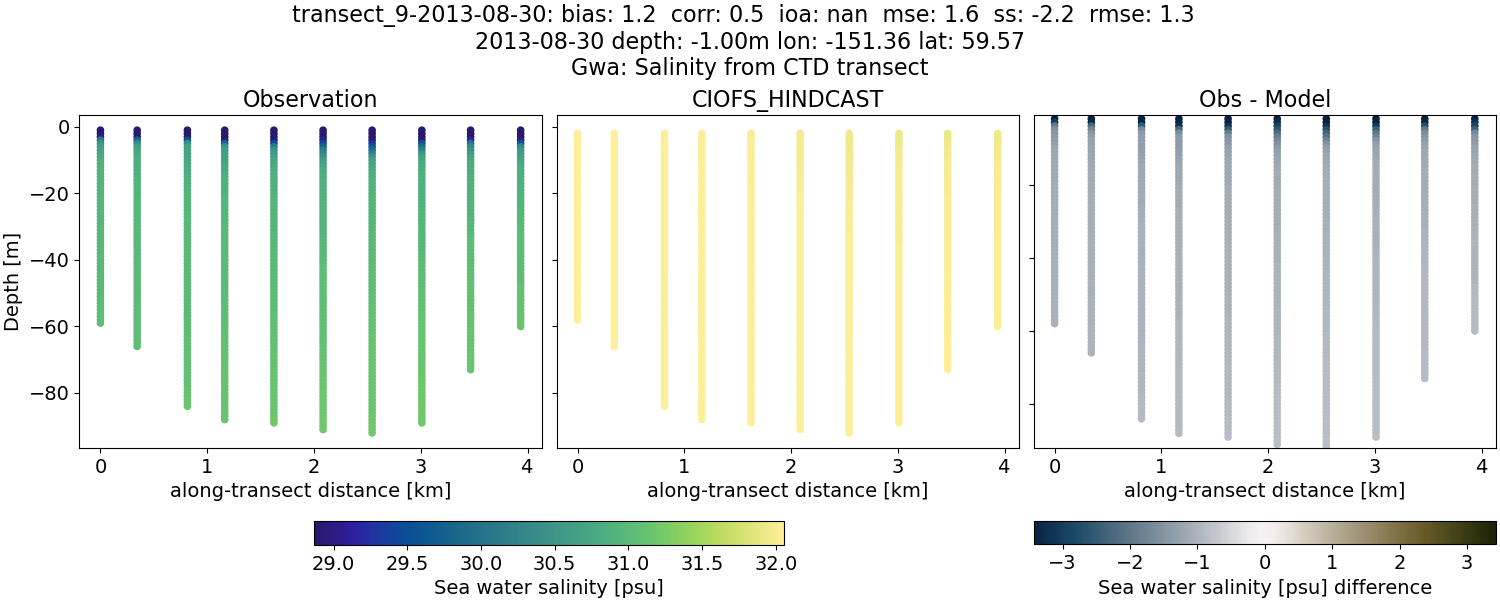 transect_9-2013-08-30: bias: 1.2  corr: 0.5  ioa: nan  mse: 1.6  ss: -2.2  rmse: 1.3
2013-08-30 depth: -1.00m lon: -151.36 lat: 59.57
Gwa: Salinity from CTD transect
Observation
CIOFS_HINDCAST
Obs - Model
Depth [m]
0
−20
−40
−60
−80
0 1 2 3 4
along-transect distance [km]
0 1 2 3 4
along-transect distance [km]
0 1 2 3 4
along-transect distance [km]
29.0 29.5 30.0 30.5 31.0 31.5 32.0
Sea water salinity [psu]
−3 −2 −1 0 1 2 3
Sea water salinity [psu] difference